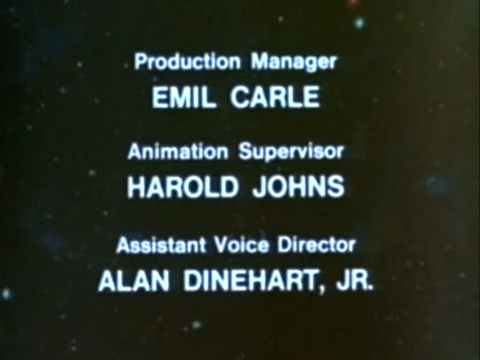 Production Manager
EMIL CARLE
Animation Supervisor
HAROLD JOHNS
Assistant Voice Director
ALAN DINEHART, JR.